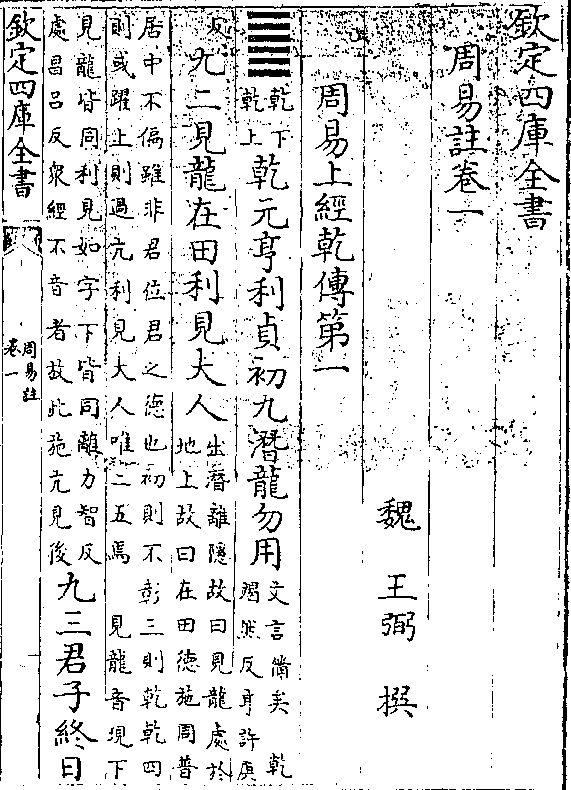 欽定四庫全書
周易註卷一
魏 王弼 撰
周易上經乾傳第一
䷀
乾下
乾上
乾元亨利貞初九潛龍勿用
文言備矣 乾
竭然反亨許庚
反
九二見龍在田利見大人
出潛離隱故曰見龍處於
地上故曰在田德施周普
居中不偏雖非君位君之德也初則不彰三則乾乾四
則或躍上則過亢利見大人唯二五焉 見龍音現下
見龍皆同利見如字下皆同離力智反
處昌呂反衆經不音者故此施亢見後
九三君子終日
欽定四庫全書
周易註
卷一